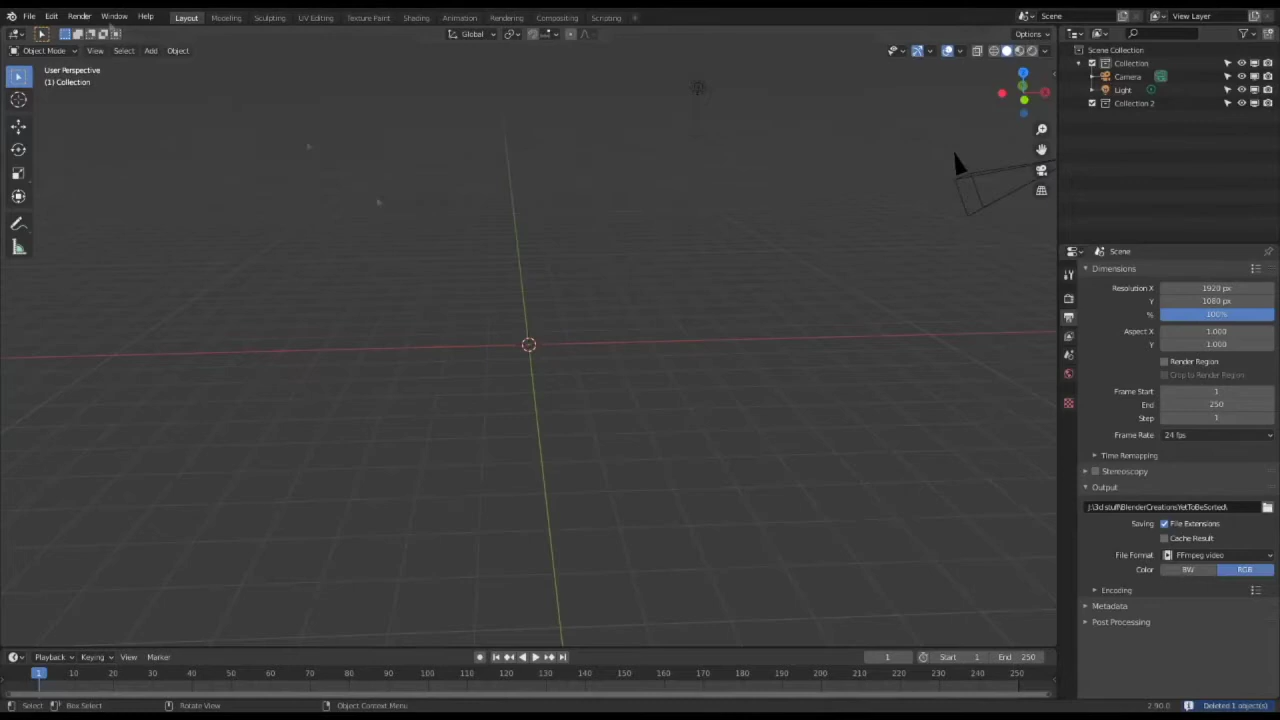 File Edit Render Window Help Layout Modeling Sculpting UV Editing Texture Paint Shading Animation Rendering Compositing Scripting + Scene View Layer
Global Options
Object Mode View Select Add Object
User Perspective
(1) Collection
Scene Collection
Collection
Camera
Light
Collection 2
Scene
Dimensions
Resolution X 1920 px
Y 1080 px
% 100%
Aspect X 1.000
Y 1.000
Render Region
Crop to Render Region
Frame Start 1
End 250
Step 1
Frame Rate 24 fps
Time Remapping
Stereoscopy
Output
J:\3d stuff\BlenderCreationsYetToBeSorted\
Saving File Extensions
Cache Result
File Format FFmpeg video
Color BW RGB
Encoding
Metadata
Post Processing
Playback Keying View Marker 1 Start 1 End 250
1 10 20 30 40 50 60 70 80 90 100 110 120 130 140 150 160 170 180 190 200 210 220 230 240 250
Select Box Select Rotate View Object Context Menu 2.90.0 Deleted 1 object(s)